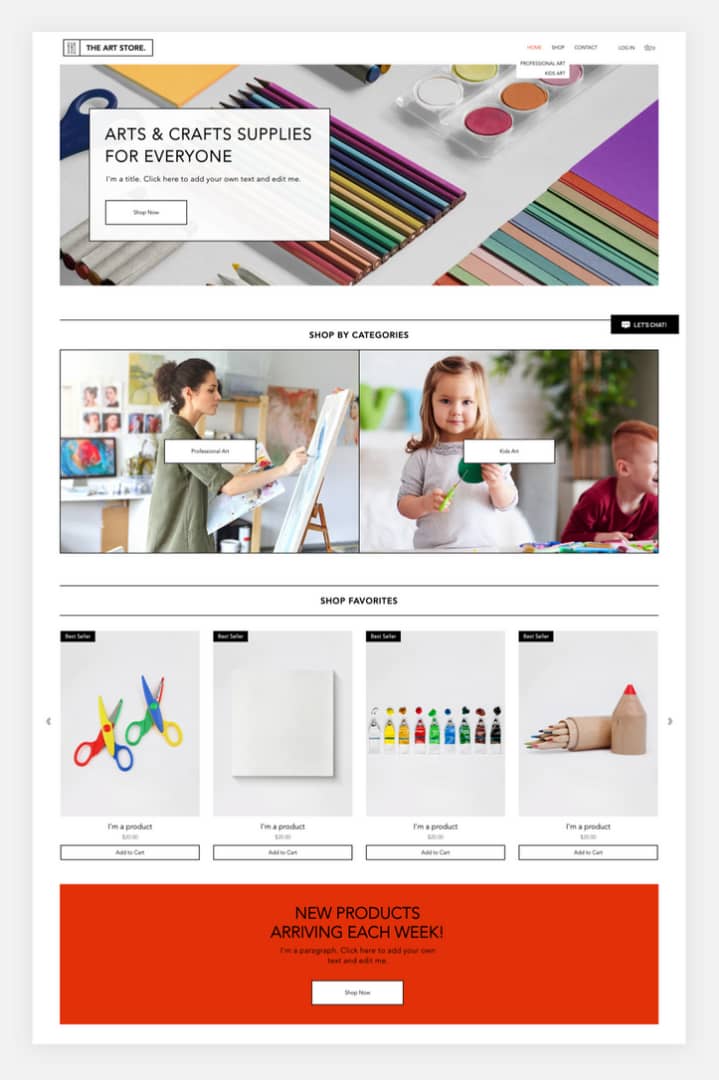 THE ART STORE.
HOME SHOP CONTACT LOG IN
PROFESSIONAL ART
KIDS ART
ARTS & CRAFTS SUPPLIES
FOR EVERYONE
I'm a title. Click here to add your own text and edit me.
Shop Now
LET'S CHAT!
SHOP BY CATEGORIES
Professional Art
Kids Art
SHOP FAVORITES
Best Seller
Best Seller
Best Seller
Best Seller
I'm a product
$20.00
Add to Cart
I'm a product
$20.00
Add to Cart
I'm a product
$20.00
Add to Cart
I'm a product
$20.00
Add to Cart
NEW PRODUCTS
ARRIVING EACH WEEK!
I'm a paragraph. Click here to add your own
text and edit me.
Shop Now